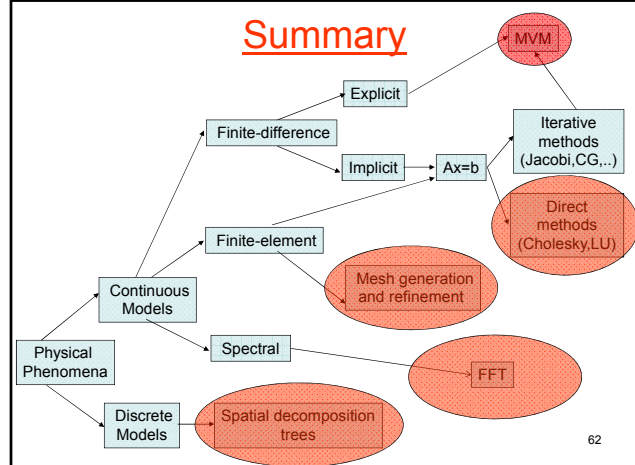 Summary
MVM
Explicit
Finite-difference
Iterative
methods
(Jacobi,CG,..)
Implicit
Ax=b
Direct
methods
(Cholesky,LU)
Finite-element
Mesh generation
and refinement
Continuous
Models
Spectral
Physical
Phenomena
FFT
Discrete
Models
Spatial decomposition
trees
62